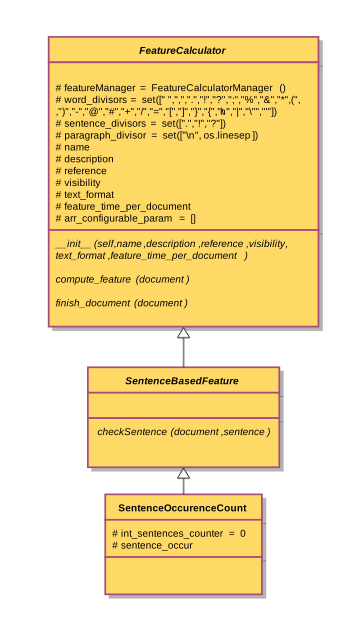 FeatureCalculator
# featureManager = FeatureCalculatorManager ()
# word_divisors = set([" ",",",".","!","?",";","%","&","*",(",
,")","-","@","#","+","/","=","[","]","}","{","\n","|","\"",""])
# sentence_divisors = set([".","!","?"])
# paragraph_divisor = set(["\n", os.linesep])
# name
# description
# reference
# visibility
# text_format
# feature_time_per_document
# arr_configurable_param = []
__init__ (self,name,description ,reference ,visibility,
text_format ,feature_time_per_document )
compute_feature (document)
finish_document (document)
SentenceBasedFeature
checkSentence (document ,sentence )
SentenceOccurenceCount
# int_sentences_counter = 0
# sentence_occur